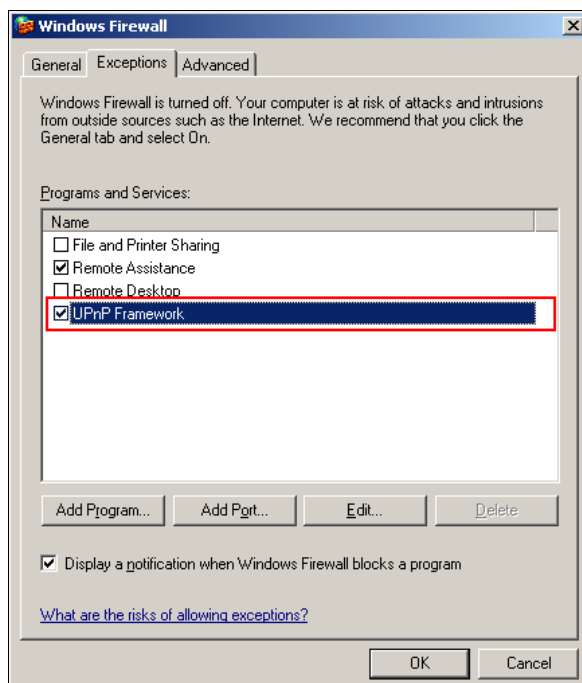 Windows Firewall
General Exceptions Advanced
Windows Firewall is turned off. Your computer is at risk of attacks and intrusions
from outside sources such as the Internet. We recommend that you click the
General tab and select On.
Programs and Services:
Name
File and Printer Sharing
Remote Assistance
Remote Desktop
UPnP Framework
Add Program... Add Port... Edit... Delete
Display a notification when Windows Firewall blocks a program
What are the risks of allowing exceptions?
OK Cancel